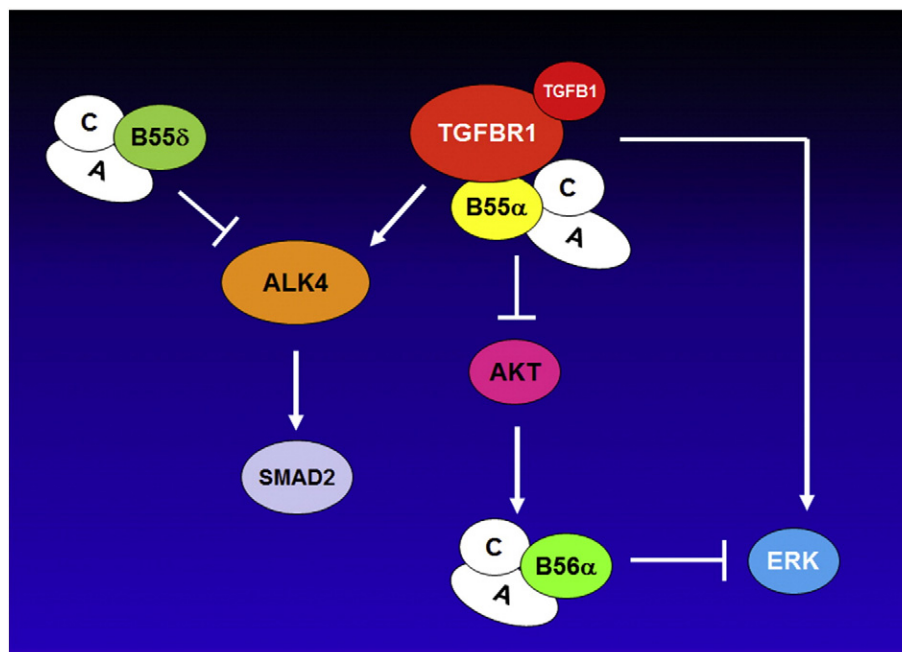 TGFB1
C
B55δ
TGFBR1
A
C
B55α
A
ALK4
AKT
SMAD2
C
B56α
ERK
A